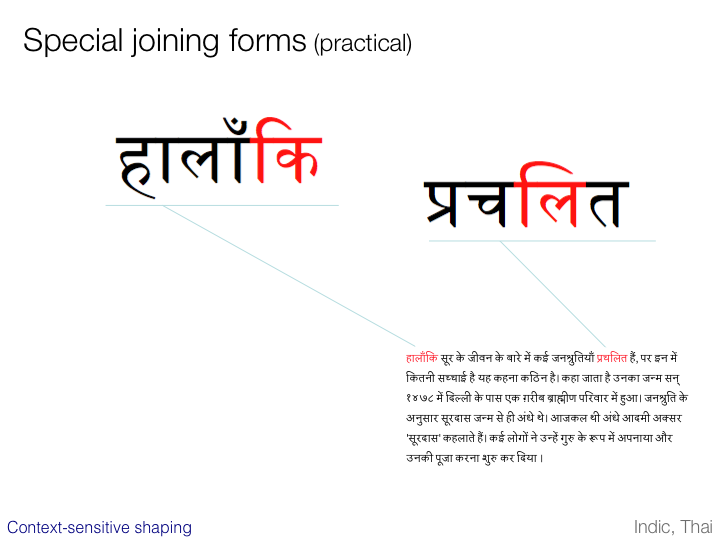 Special joining forms (practical)
हालाँकि
प्रचलित
हालाँकि सूर के जीवन के बारे में कई जनश्रुतियाँ प्रचलित हैं, पर इन में
कितनी सच्चाई है यह कहना कठिन है। कहा जाता है उनका जन्म सन्
१४७८ में दिल्ली के पास एक ग़रीब ब्राह्मीण परिवार में हुआ। जनश्रुति के
अनुसार सूरदास जन्म से ही अंधे थे। आजकल थी अंधे आदमी अक्सर
'सूरदास' कहलाते हैं। कई लोगों ने उन्हें गुरु के रूप में अपनाया और
उनकी पूजा करना शुरु कर दिया ।
Context-sensitive shaping
Indic, Thai